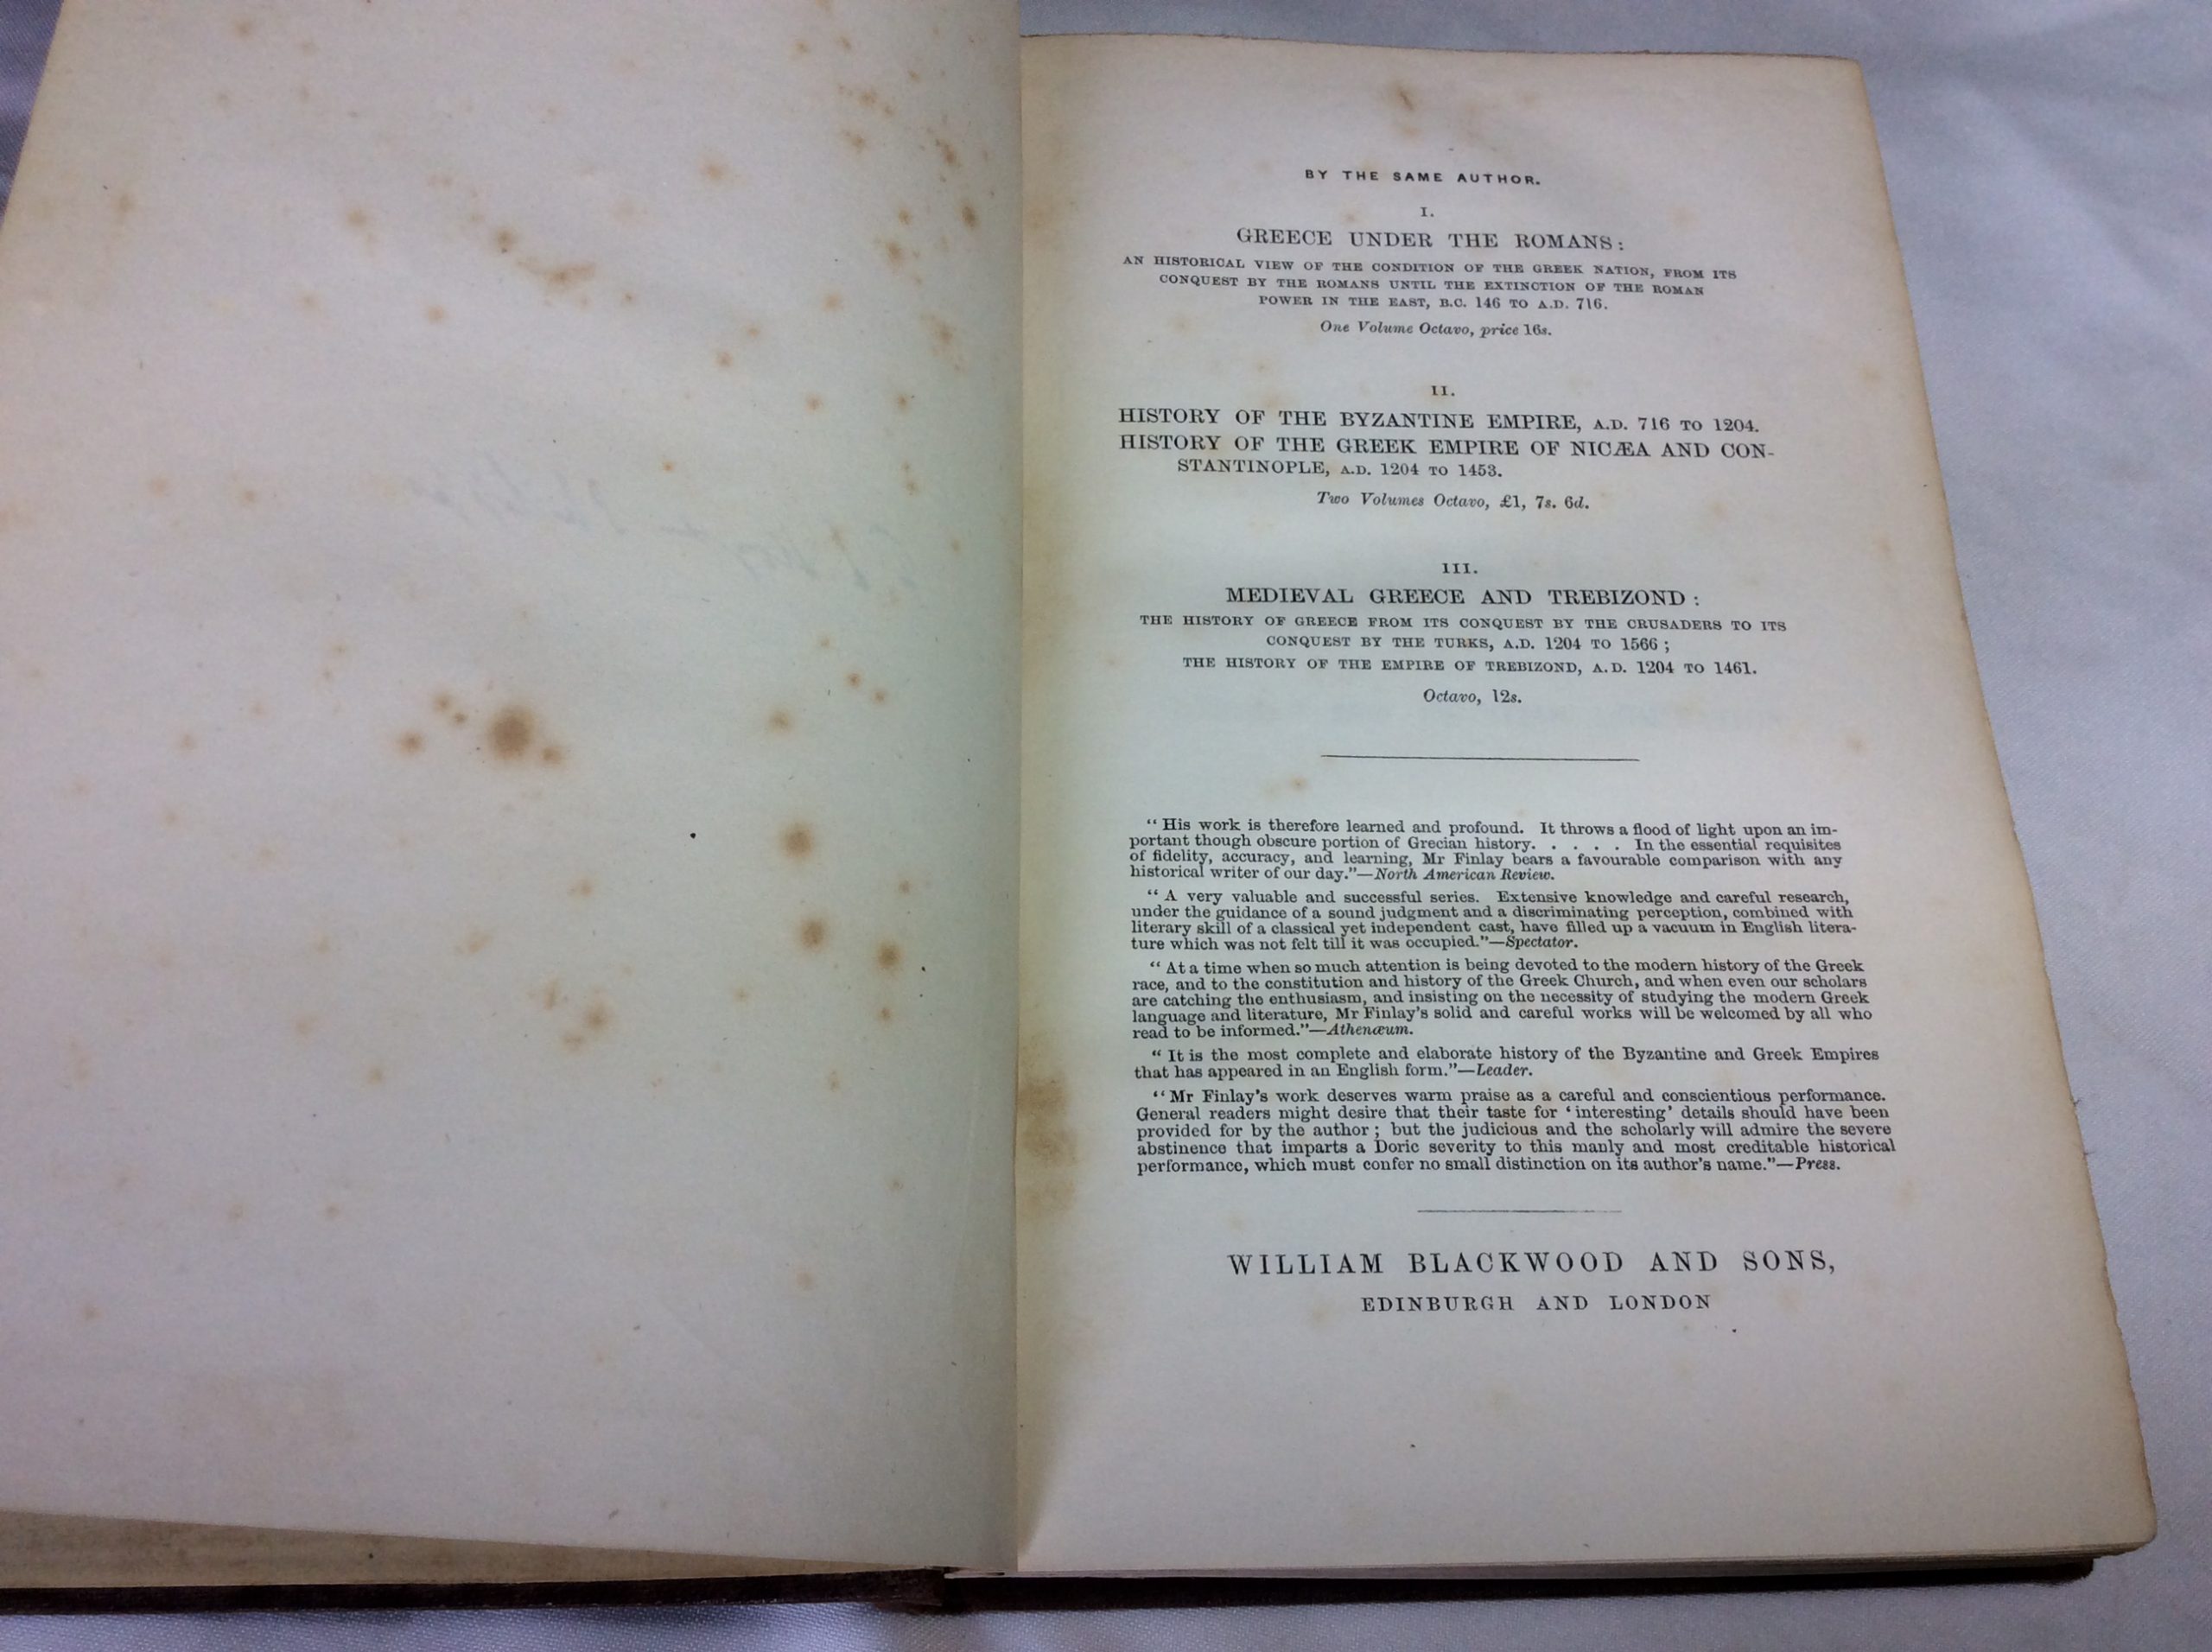 BY THE SAME AUTHOR.
I.
GREECE UNDER THE ROMANS:
AN HISTORICAL VIEW OF THE CONDITION OF THE GREEK NATION, FROM ITS
CONQUEST BY THE ROMANS UNTIL THE EXTINCTION OF THE ROMAN
POWER IN THE EAST, B.C. 146 TO A.D. 716.
One Volume Octavo, price 16s.
II.
HISTORY OF THE BYZANTINE EMPIRE, A.D. 716 TO 1204.
HISTORY OF THE GREEK EMPIRE OF NICÆA AND CON-
STANTINOPLE, A.D. 1204 TO 1453.
Two Volumes Octavo, £1, 7s. 6d.
III.
MEDIEVAL GREECE AND TREBIZOND:
THE HISTORY OF GREECE FROM ITS CONQUEST BY THE CRUSADERS TO ITS
CONQUEST BY THE TURKS, A.D. 1204 TO 1566;
THE HISTORY OF THE EMPIRE OF TREBIZOND, A.D. 1204 TO 1461.
Octavo, 12s.
“His work is therefore learned and profound. It throws a flood of light upon an im-
portant though obscure portion of Grecian history. . . . . In the essential requisites
of fidelity, accuracy, and learning, Mr Finlay bears a favourable comparison with any
historical writer of our day.”—North American Review.
“A very valuable and successful series. Extensive knowledge and careful research,
under the guidance of a sound judgment and a discriminating perception, combined with
literary skill of a classical yet independent cast, have filled up a vacuum in English litera-
ture which was not felt till it was occupied.”—Spectator.
“At a time when so much attention is being devoted to the modern history of the Greek
race, and to the constitution and history of the Greek Church, and when even our scholars
are catching the enthusiasm, and insisting on the necessity of studying the modern Greek
language and literature, Mr Finlay's solid and careful works will be welcomed by all who
read to be informed.”—Athenæum.
“It is the most complete and elaborate history of the Byzantine and Greek Empires
that has appeared in an English form.”—Leader.
“Mr Finlay's work deserves warm praise as a careful and conscientious performance.
General readers might desire that their taste for ‘interesting’ details should have been
provided for by the author; but the judicious and the scholarly will admire the severe
abstinence that imparts a Doric severity to this manly and most creditable historical
performance, which must confer no small distinction on its author's name.”—Press.
WILLIAM BLACKWOOD AND SONS,
EDINBURGH AND LONDON